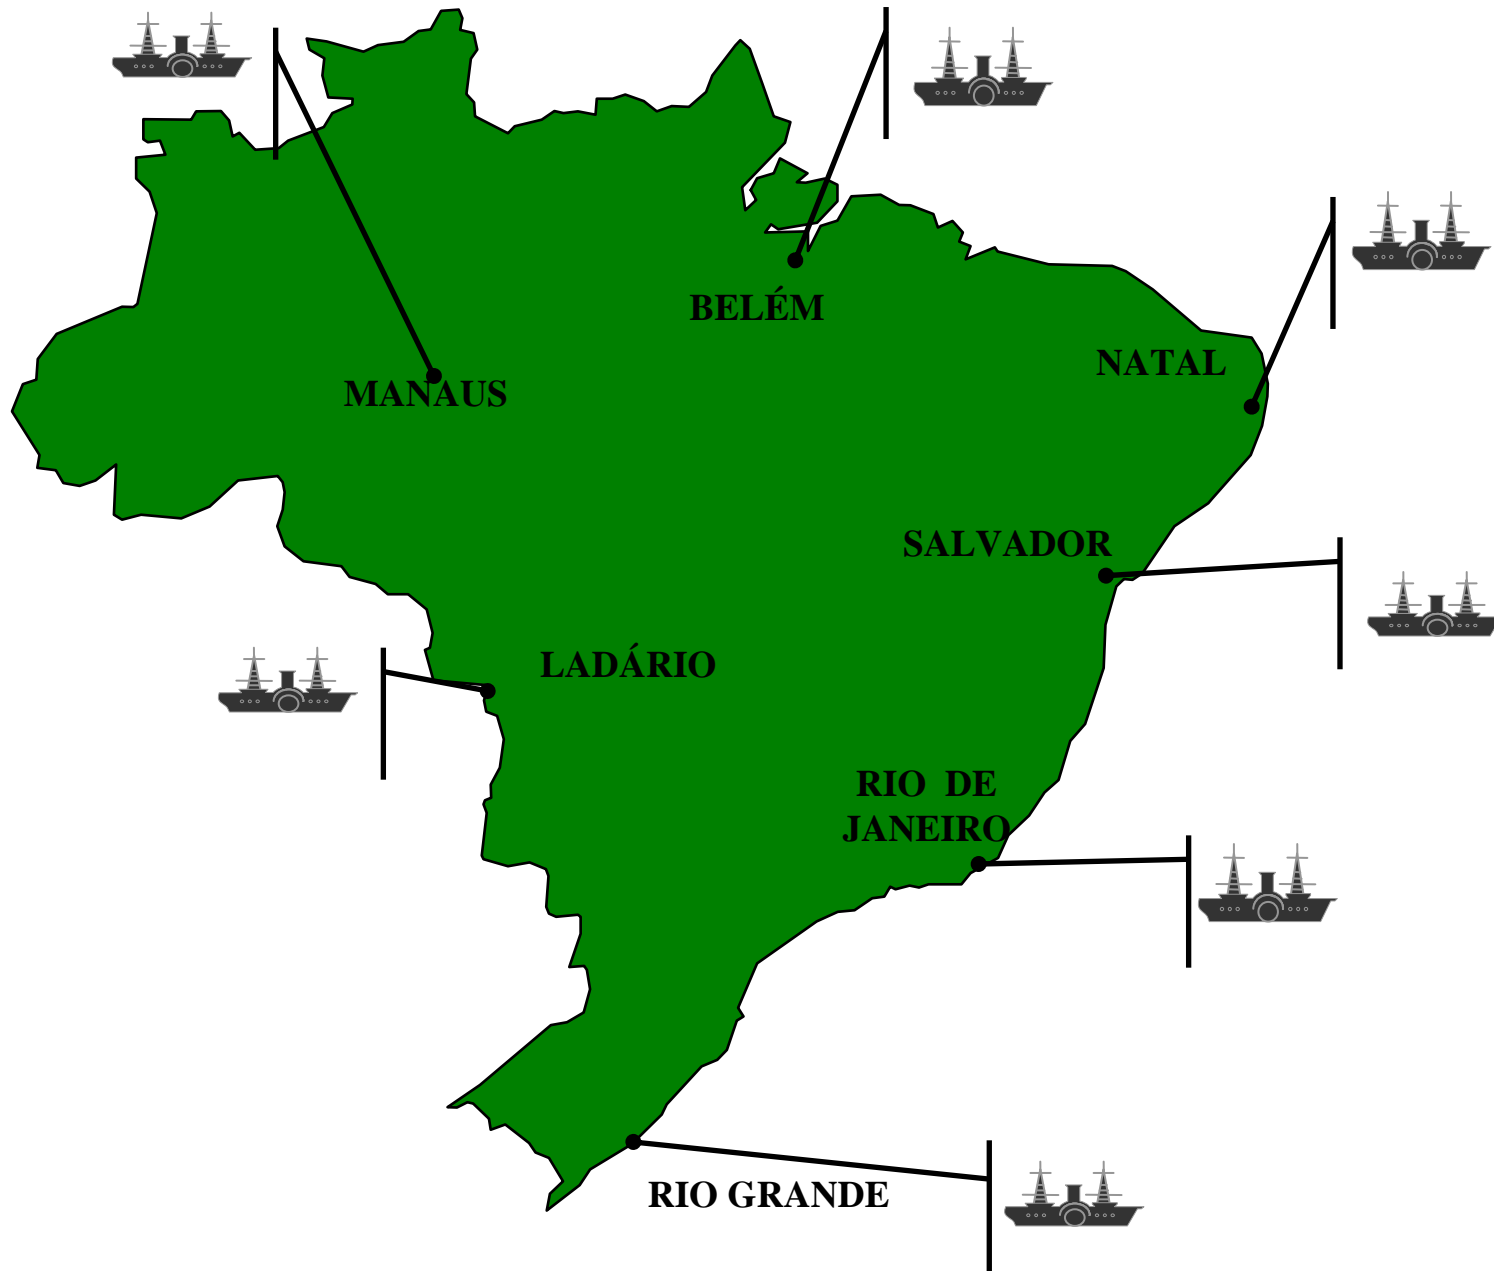 BELÉM
NATAL
MANAUS
SALVADOR
LADÁRIO
RIO DE
JANEIRO
RIO GRANDE